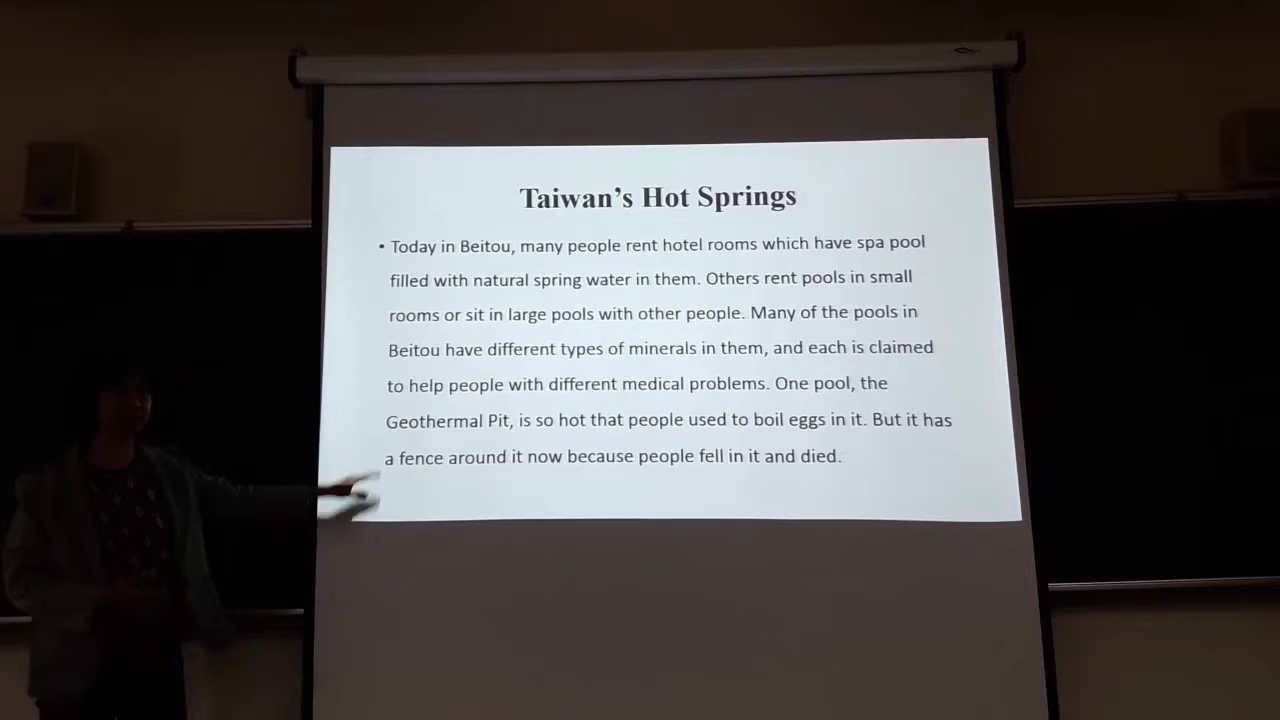 Taiwan's Hot Springs
• Today in Beitou, many people rent hotel rooms which have spa pool
filled with natural spring water in them. Others rent pools in small
rooms or sit in large pools with other people. Many of the pools in
Beitou have different types of minerals in them, and each is claimed
to help people with different medical problems. One pool, the
Geothermal Pit, is so hot that people used to boil eggs in it. But it has
a fence around it now because people fell in it and died.